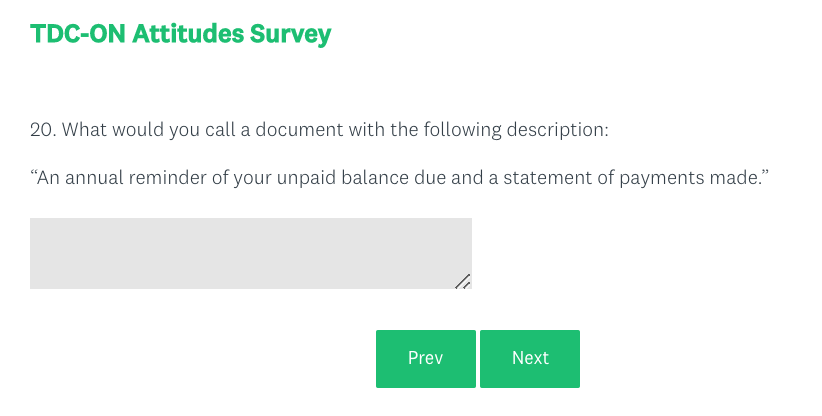 TDC-ON Attitudes Survey
20. What would you call a document with the following description:
“An annual reminder of your unpaid balance due and a statement of payments made.”
Prev Next